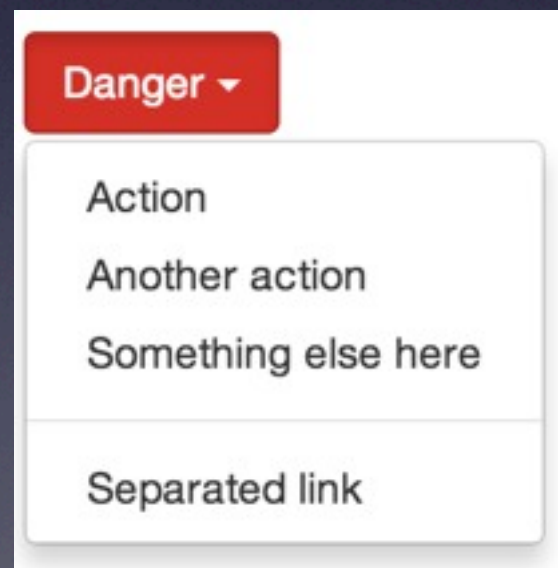 Danger
Action
Another action
Something else here
Separated link